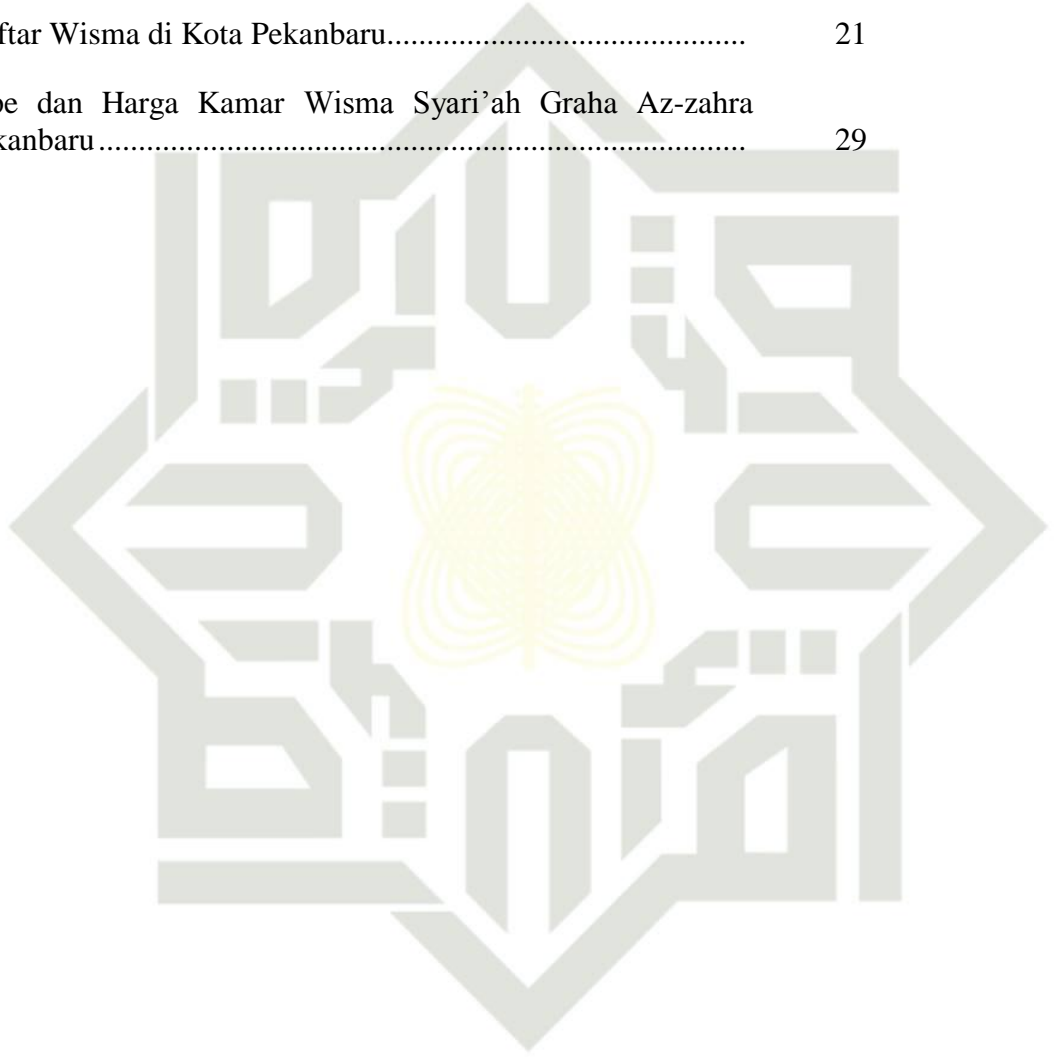 ftar Wisma di Kota Pekanbaru............................................ 21
pe dan Harga Kamar Wisma Syari’ah Graha Az-zahra
kanbaru................................................................................ 29